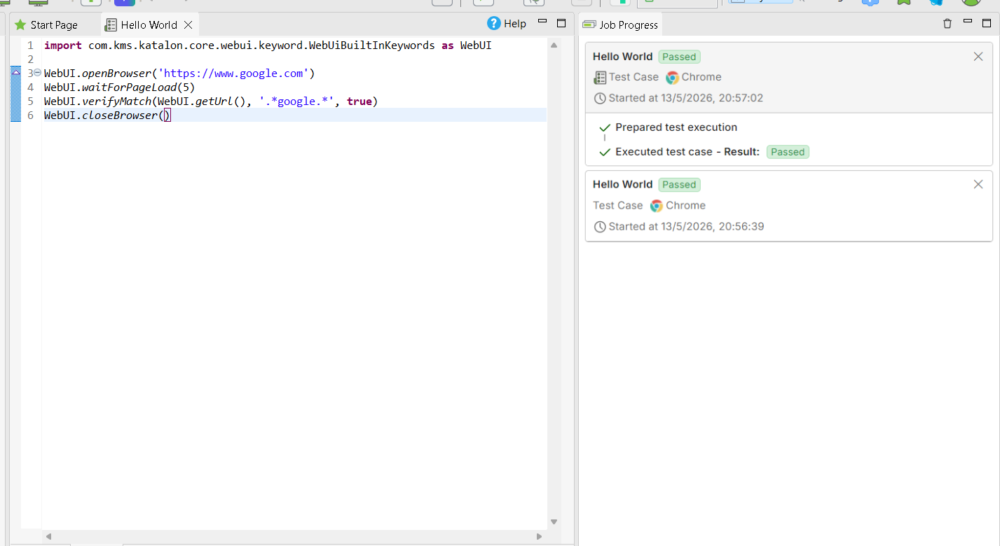 Start Page
Hello World
Help
1 import com.kms.katalon.core.webui.keyword.WebUiBuiltInKeywords as WebUI
2
3 WebUI.openBrowser('https://www.google.com')
4 WebUI.waitForPageLoad(5)
5 WebUI.verifyMatch(WebUI.getUrl(), '.*google.*', true)
6 WebUI.closeBrowser()
Job Progress
Hello World Passed
Test Case Chrome
Started at 13/5/2026, 20:57:02
Prepared test execution
Executed test case - Result: Passed
Hello World Passed
Test Case Chrome
Started at 13/5/2026, 20:56:39